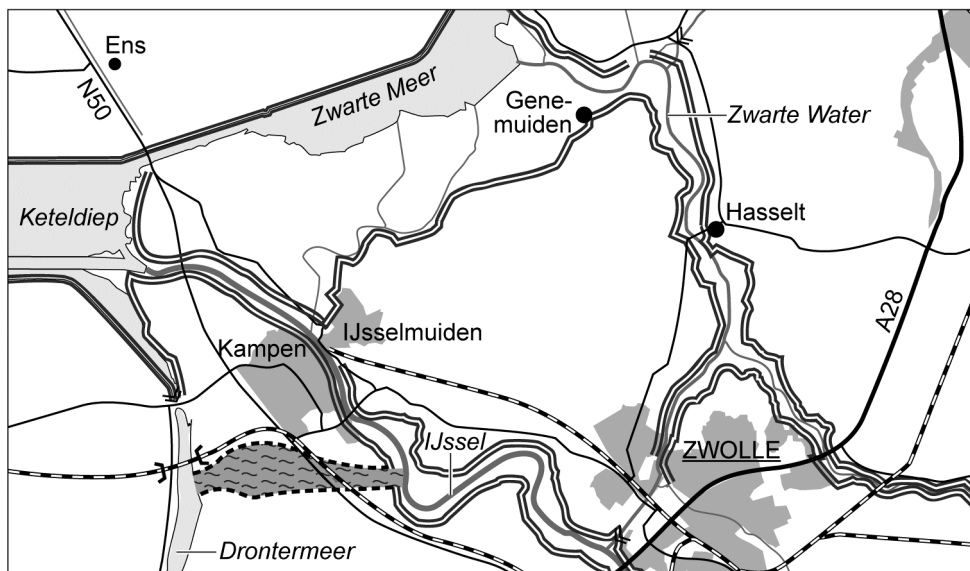 Ens
N50
Zwarte Meer
Gene-
muiden
Zwarte Water
Keteldiep
Hasselt
A28
IJsselmuiden
Kampen
IJssel
ZWOLLE
Drontermeer